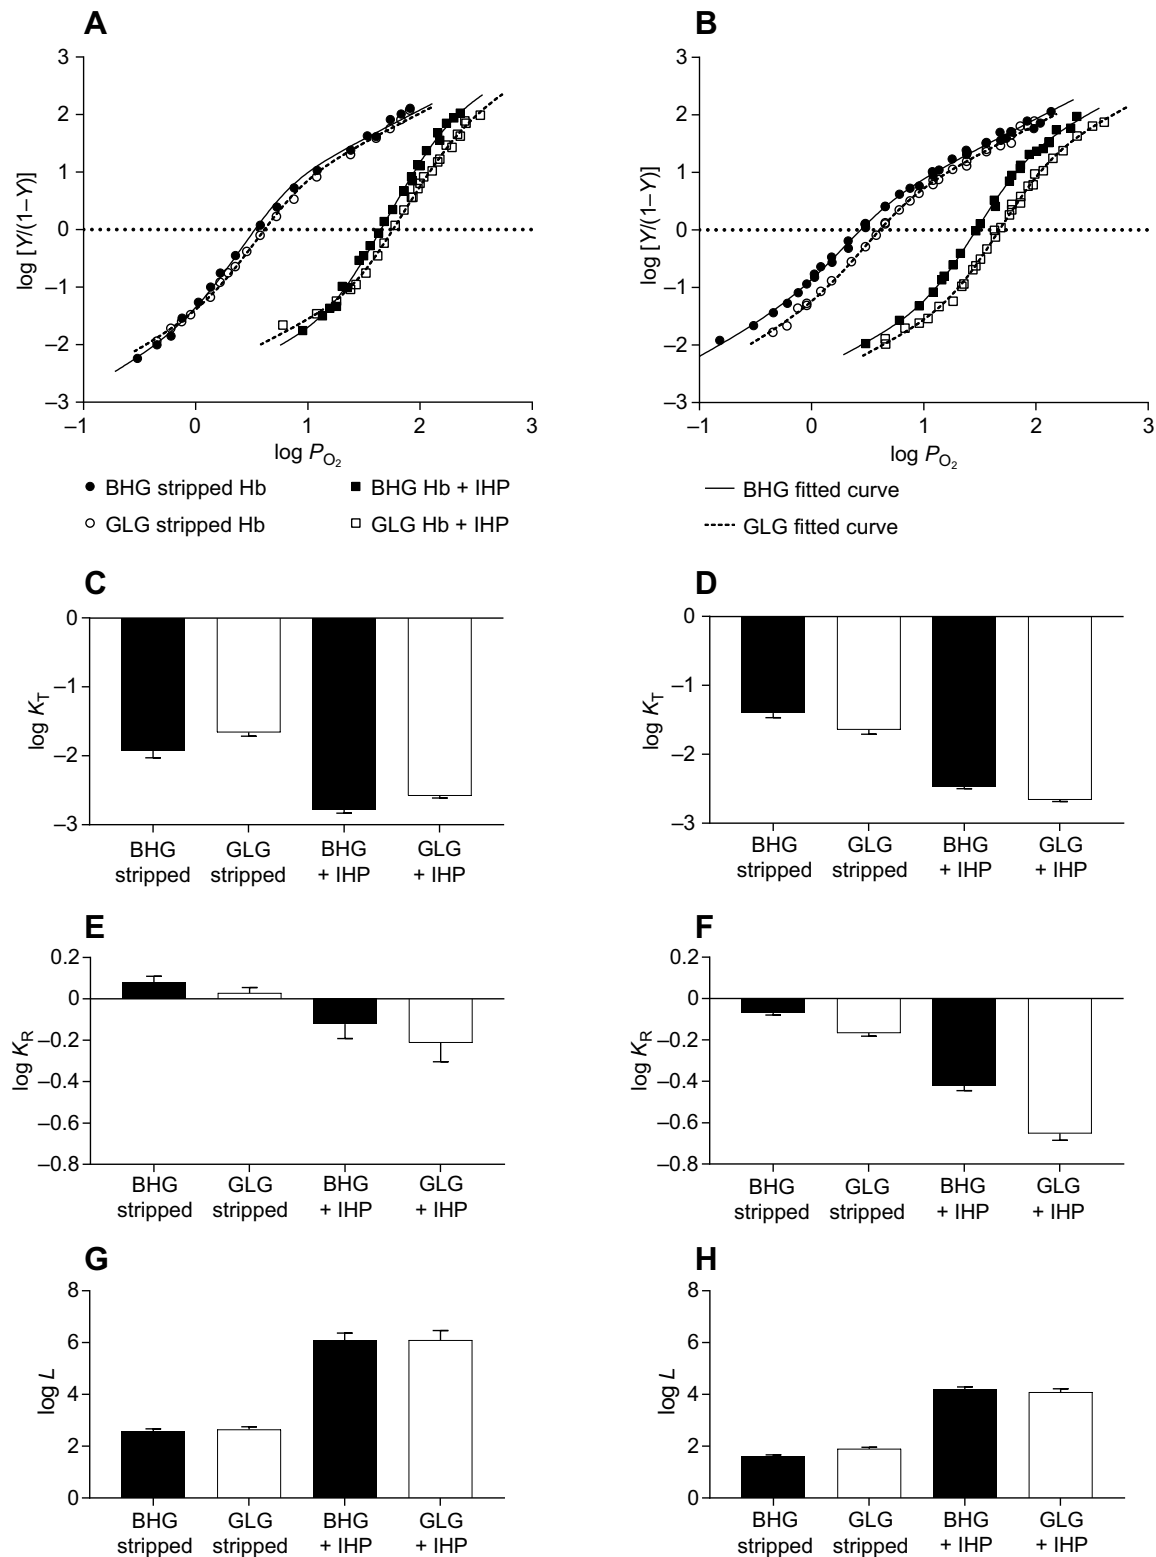 A
B
3
2
1
0
–1
–2
–3
log [Y/(1–Y)]
–1
0
1
2
3
log PO2
3
2
1
0
–1
–2
–3
log [Y/(1–Y)]
–1
0
1
2
3
log PO2
BHG stripped Hb
BHG Hb + IHP
BHG fitted curve
GLG stripped Hb
GLG Hb + IHP
GLG fitted curve
C
D
0
–1
–2
–3
log KT
BHG
stripped
GLG
stripped
BHG
+ IHP
GLG
+ IHP
0
–1
–2
–3
log KT
BHG
stripped
GLG
stripped
BHG
+ IHP
GLG
+ IHP
E
F
0.2
0
–0.2
–0.4
–0.6
–0.8
log KR
BHG
stripped
GLG
stripped
BHG
+ IHP
GLG
+ IHP
0.2
0
–0.2
–0.4
–0.6
–0.8
log KR
BHG
stripped
GLG
stripped
BHG
+ IHP
GLG
+ IHP
G
H
8
6
4
2
0
log L
BHG
stripped
GLG
stripped
BHG
+ IHP
GLG
+ IHP
8
6
4
2
0
log L
BHG
stripped
GLG
stripped
BHG
+ IHP
GLG
+ IHP